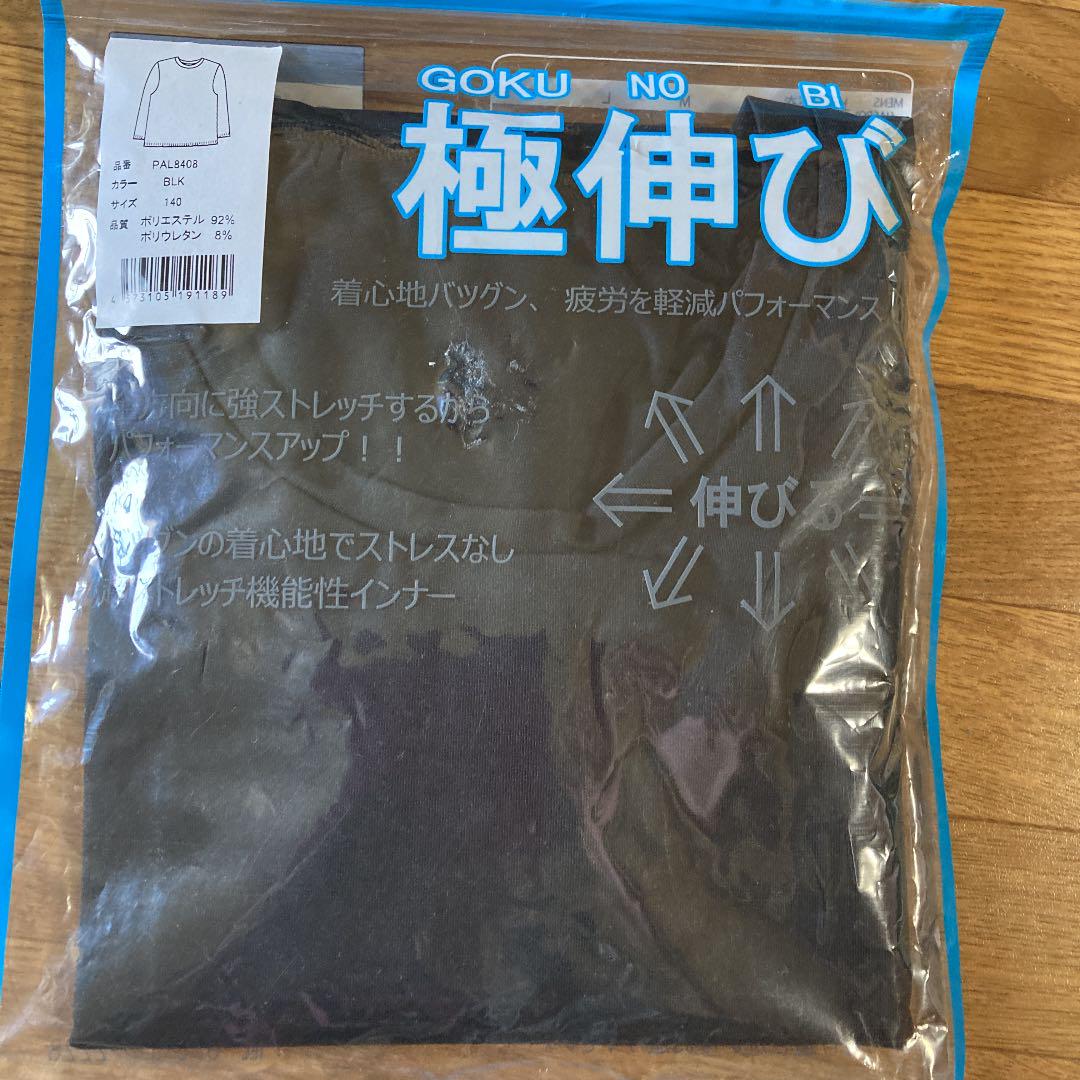 GOKU NO BI
極伸び
品番 PAL8408
カラー BLK
サイズ 140
品質 ポリエステル 92%
ポリウレタン 8%
4573105 191189
着心地バツグン、疲労を軽減パフォーマンス
方向に強ストレッチするから
パフォーマンスアップ！！
伸びる
グンの着心地でストレスなし
ストレッチ機能性インナー
MENS
M
L